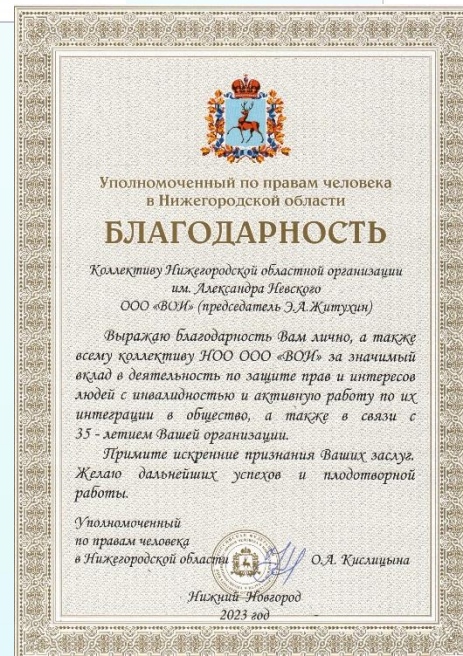 Уполномоченный по правам человека
в Нижегородской области
БЛАГОДАРНОСТЬ
Коллективу Нижегородской областной организации
им. Александра Невского
ООО «ВОИ» (председатель Э.А.Житухин)
Выражаю благодарность Вам лично, а также
всему коллективу НОО ООО «ВОИ» за значимый
вклад в деятельность по защите прав и интересов
людей с инвалидностью и активную работу по их
интеграции в общество, а также в связи с
35 - летием Вашей организации.
Примите искренние признания Ваших заслуг.
Желаю дальнейших успехов и плодотворной
работы.
Уполномоченный
по правам человека
в Нижегородской области О.А. Кислицына
Нижний Новгород
2023 год